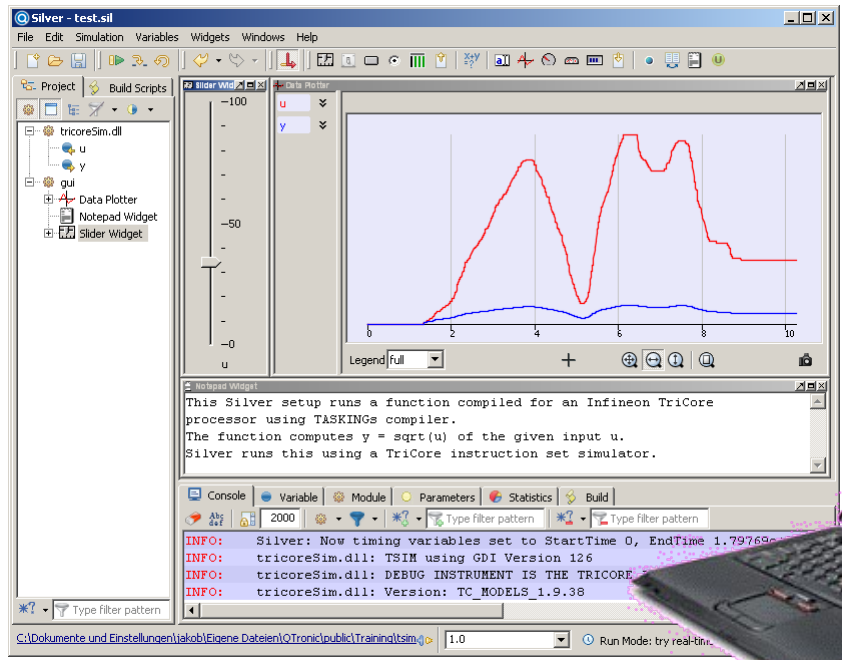 Silver - test.sil
File Edit Simulation Variables Widgets Windows Help
Project Build Scripts
tricoreSim.dll
u
y
gui
Data Plotter
Notepad Widget
Slider Widget
Type filter pattern
Slider Wid
100
50
0
u
Data Plotter
u
y
0 2 4 6 8 10
Legend full
Notepad Widget
This Silver setup runs a function compiled for an Infineon TriCore
processor using TASKINGs compiler.
The function computes y = sqrt(u) of the given input u.
Silver runs this using a TriCore instruction set simulator.
Console Variable Module Parameters Statistics Build
Abc def 2000 Type filter pattern Type filter pattern
INFO: Silver: Now timing variables set to StartTime 0, EndTime 1.79769
INFO: tricoreSim.dll: TSIM using GDI Version 126
INFO: tricoreSim.dll: DEBUG INSTRUMENT IS THE TRICORE
INFO: tricoreSim.dll: Version: TC_MODELS_1.9.38
C:\Dokumente und Einstellungen\jakob\Eigene Dateien\QTronic\public\Training\tsim 1.0 Run Mode: try real-time